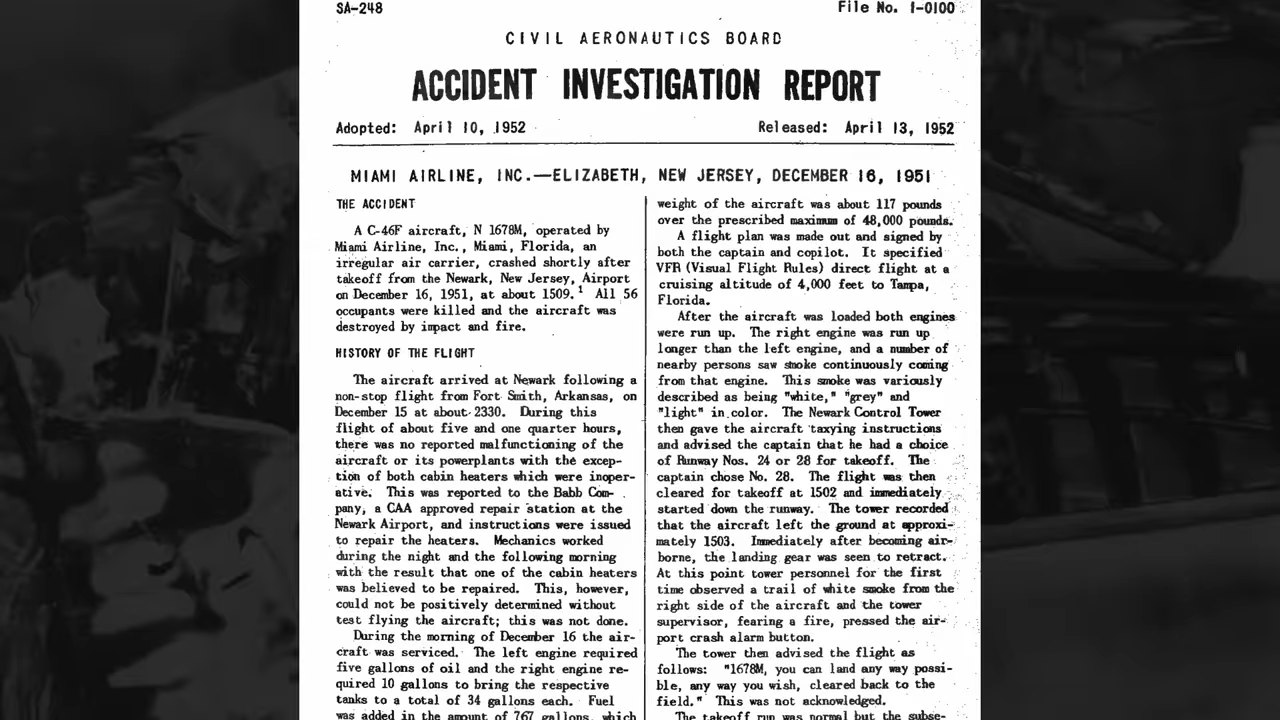 SA-248
File No. 1-0100
CIVIL AERONAUTICS BOARD
ACCIDENT INVESTIGATION REPORT
Adopted: April 10, 1952
Released: April 13, 1952
MIAMI AIRLINE, INC.—ELIZABETH, NEW JERSEY, DECEMBER 16, 1951
THE ACCIDENT
A C-46F aircraft, N 1678M, operated by
Miami Airline, Inc., Miami, Florida, an
irregular air carrier, crashed shortly after
takeoff from the Newark, New Jersey, Airport
on December 16, 1951, at about 1509.¹ All 56
occupants were killed and the aircraft was
destroyed by impact and fire.
HISTORY OF THE FLIGHT
The aircraft arrived at Newark following a
non-stop flight from Fort Smith, Arkansas, on
December 15 at about 2330. During this
flight of about five and one quarter hours,
there was no reported malfunctioning of the
aircraft or its powerplants with the excep-
tion of both cabin heaters which were inoper-
ative. This was reported to the Babb Com-
pany, a CAA approved repair station at the
Newark Airport, and instructions were issued
to repair the heaters. Mechanics worked
during the night and the following morning
with the result that one of the cabin heaters
was believed to be repaired. This, however,
could not be positively determined without
test flying the aircraft; this was not done.
During the morning of December 16 the air-
craft was serviced. The left engine required
five gallons of oil and the right engine re-
quired 10 gallons to bring the respective
tanks to a total of 34 gallons each. Fuel
was added in the amount of 767 gallons, which
weight of the aircraft was about 117 pounds
over the prescribed maximum of 48,000 pounds.
A flight plan was made out and signed by
both the captain and copilot. It specified
VFR (Visual Flight Rules) direct flight at a
cruising altitude of 4,000 feet to Tampa,
Florida.
After the aircraft was loaded both engines
were run up. The right engine was run up
longer than the left engine, and a number of
nearby persons saw smoke continuously coming
from that engine. This smoke was variously
described as being "white," "grey" and
"light" in color. The Newark Control Tower
then gave the aircraft taxying instructions
and advised the captain that he had a choice
of Runway Nos. 24 or 28 for takeoff. The
captain chose No. 28. The flight was then
cleared for takeoff at 1502 and immediately
started down the runway. The tower recorded
that the aircraft left the ground at approxi-
mately 1503. Immediately after becoming air-
borne, the landing gear was seen to retract.
At this point tower personnel for the first
time observed a trail of white smoke from the
right side of the aircraft and the tower
supervisor, fearing a fire, pressed the air-
port crash alarm button.
The tower then advised the flight as
follows: "1678M, you can land any way possi-
ble, any way you wish, cleared back to the
field." This was not acknowledged.
The takeoff run was normal but the subse-